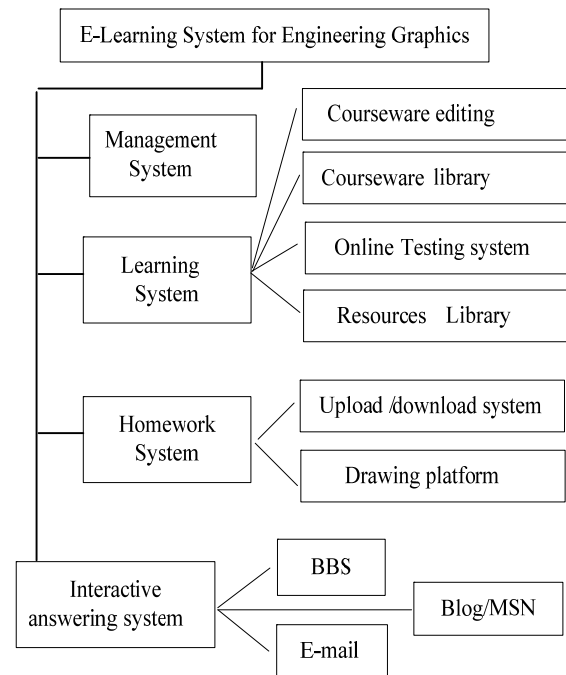 E-Learning System for Engineering Graphics
Management
System
Courseware editing
Courseware library
Learning
System
Online Testing system
Resources Library
Homework
System
Upload /download system
Drawing platform
Interactive
answering system
BBS
Blog/MSN
E-mail